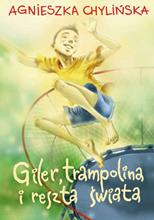 AGNIESZKA CHYLIŃSKA
Giler, trampolina
i reszta świata